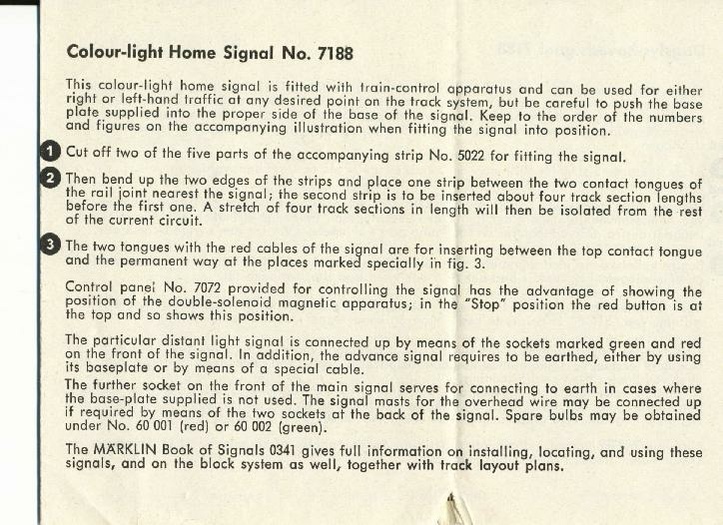 Colour-light Home Signal No. 7188
This colour-light home signal is fitted with train-control apparatus and can be used for either
right or left-hand traffic at any desired point on the track system, but be careful to push the base
plate supplied into the proper side of the base of the signal. Keep to the order of the numbers
and figures on the accompanying illustration when fitting the signal into position.
1 Cut off two of the five parts of the accompanying strip No. 5022 for fitting the signal.
2 Then bend up the two edges of the strips and place one strip between the two contact tongues of
the rail joint nearest the signal; the second strip is to be inserted about four track section lengths
before the first one. A stretch of four track sections in length will then be isolated from the rest
of the current circuit.
3 The two tongues with the red cables of the signal are for inserting between the top contact tongue
and the permanent way at the places marked specially in fig. 3.
Control panel No. 7072 provided for controlling the signal has the advantage of showing the
position of the double-solenoid magnetic apparatus; in the "Stop" position the red button is at
the top and so shows this position.
The particular distant light signal is connected up by means of the sockets marked green and red
on the front of the signal. In addition, the advance signal requires to be earthed, either by using
its baseplate or by means of a special cable.
The further socket on the front of the main signal serves for connecting to earth in cases where
the base-plate supplied is not used. The signal masts for the overhead wire may be connected up
if required by means of the two sockets at the back of the signal. Spare bulbs may be obtained
under No. 60 001 (red) or 60 002 (green).
The MÄRKLIN Book of Signals 0341 gives full information on installing, locating, and using these
signals, and on the block system as well, together with track layout plans.